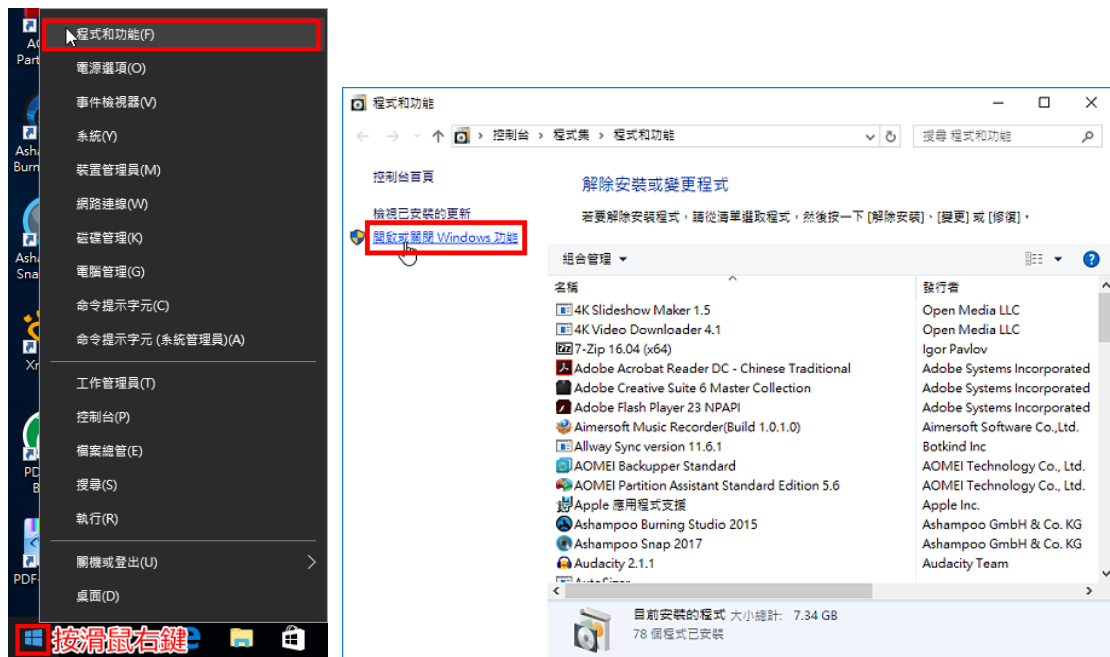 AO
Part
Asha
Burn
Asha
Sna
Xn
PD
B
PDF-
程式和功能(F)
電源選項(O)
事件檢視器(V)
系統(Y)
裝置管理員(M)
網路連線(W)
磁碟管理(K)
電腦管理(G)
命令提示字元(C)
命令提示字元 (系統管理員)(A)
工作管理員(T)
控制台(P)
檔案總管(E)
搜尋(S)
執行(R)
關機或登出(U)
桌面(D)
按滑鼠右鍵
程式和功能
控制台 › 程式集 › 程式和功能
搜尋 程式和功能
控制台首頁
檢視已安裝的更新
開啟或關閉 Windows 功能
解除安裝或變更程式
若要解除安裝程式，請從清單選取程式，然後按一下 [解除安裝]、[變更] 或 [修復]。
組合管理
名稱 發行者
4K Slideshow Maker 1.5 Open Media LLC
4K Video Downloader 4.1 Open Media LLC
7-Zip 16.04 (x64) Igor Pavlov
Adobe Acrobat Reader DC - Chinese Traditional Adobe Systems Incorporated
Adobe Creative Suite 6 Master Collection Adobe Systems Incorporated
Adobe Flash Player 23 NPAPI Adobe Systems Incorporated
Aimersoft Music Recorder(Build 1.0.1.0) Aimersoft Software Co.,Ltd.
Allway Sync version 11.6.1 Botkind Inc
AOMEI Backupper Standard AOMEI Technology Co., Ltd.
AOMEI Partition Assistant Standard Edition 5.6 AOMEI Technology Co., Ltd.
Apple 應用程式支援 Apple Inc.
Ashampoo Burning Studio 2015 Ashampoo GmbH & Co. KG
Ashampoo Snap 2017 Ashampoo GmbH & Co. KG
Audacity 2.1.1 Audacity Team
目前安裝的程式 大小總計: 7.34 GB
78 個程式已安裝